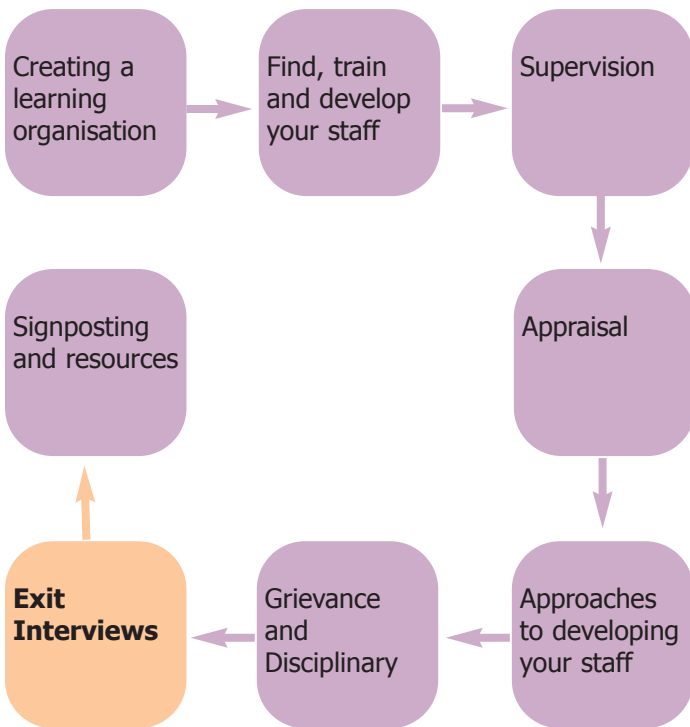 Creating a
learning
organisation
Find, train
and develop
your staff
Supervision
Appraisal
Approaches
to developing
your staff
Grievance
and
Disciplinary
Exit
Interviews
Signposting
and resources